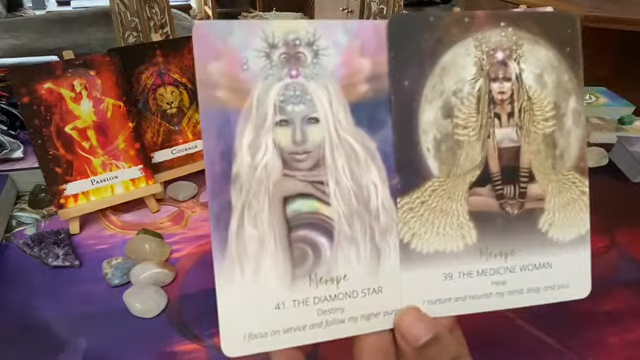 PASSION
COURAGE
Merope
41. THE DIAMOND STAR
Destiny
I focus on service and follow my higher
Merope
39. THE MEDICINE WOMAN
Heal
I nurture and nourish my mind, body and soul.